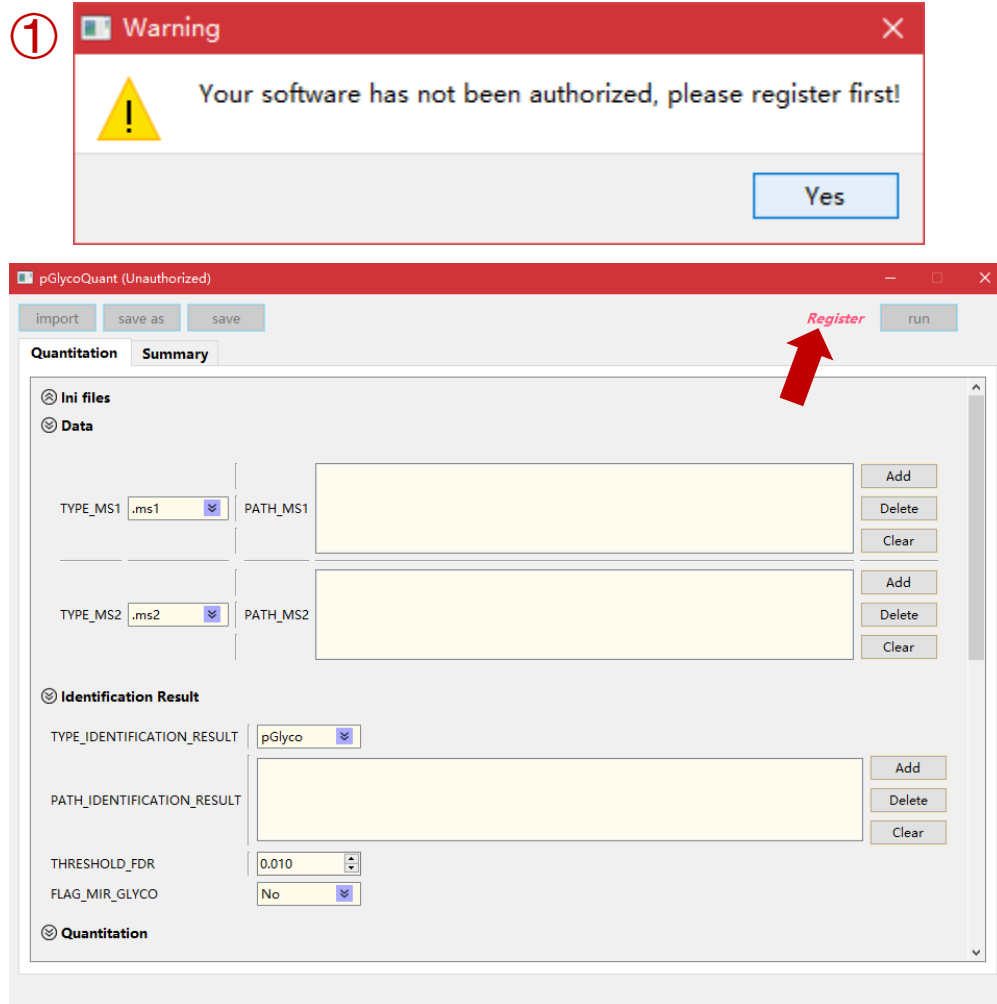 ①
Warning
Your software has not been authorized, please register first!
Yes
pGlycoQuant (Unauthorized)
import save as save Register run
Quantitation Summary
Ini files
Data
Add
TYPE_MS1 .ms1 PATH_MS1 Delete
Clear
Add
TYPE_MS2 .ms2 PATH_MS2 Delete
Clear
Identification Result
TYPE_IDENTIFICATION_RESULT pGlyco
Add
PATH_IDENTIFICATION_RESULT Delete
Clear
THRESHOLD_FDR 0.010
FLAG_MIR_GLYCO No
Quantitation